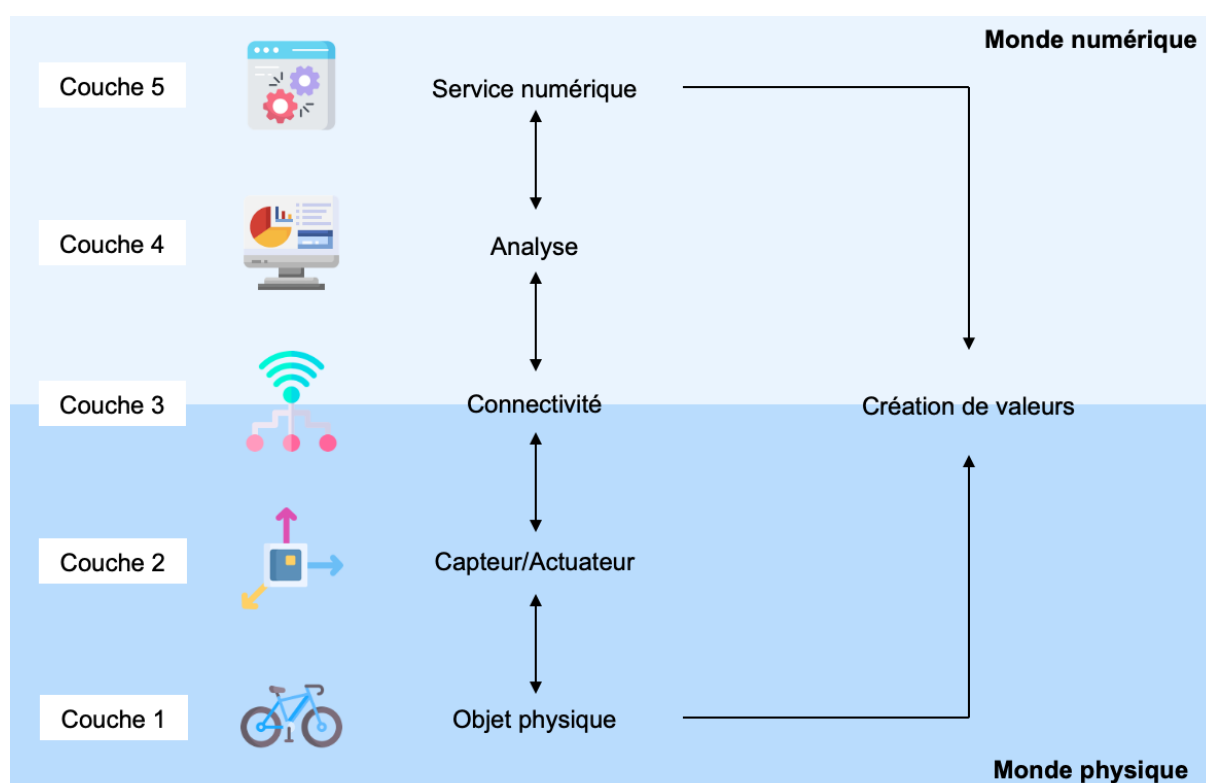 Monde numérique
Couche 5
Service numérique
Couche 4
Analyse
Couche 3
Connectivité
Création de valeurs
Couche 2
Capteur/Actuateur
Couche 1
Objet physique
Monde physique